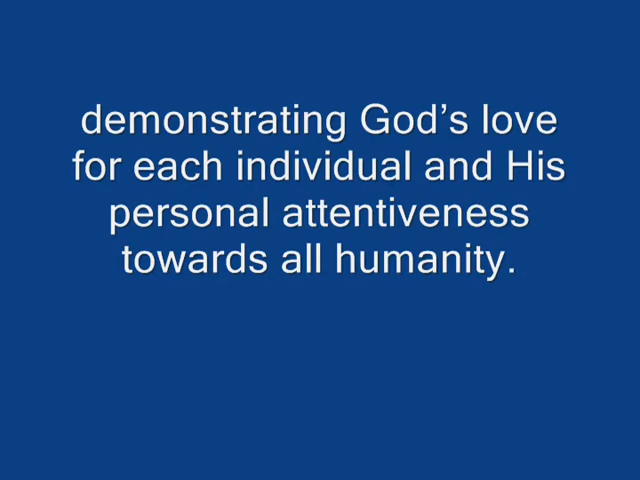 demonstrating God’s love
for each individual and His
personal attentiveness
towards all humanity.